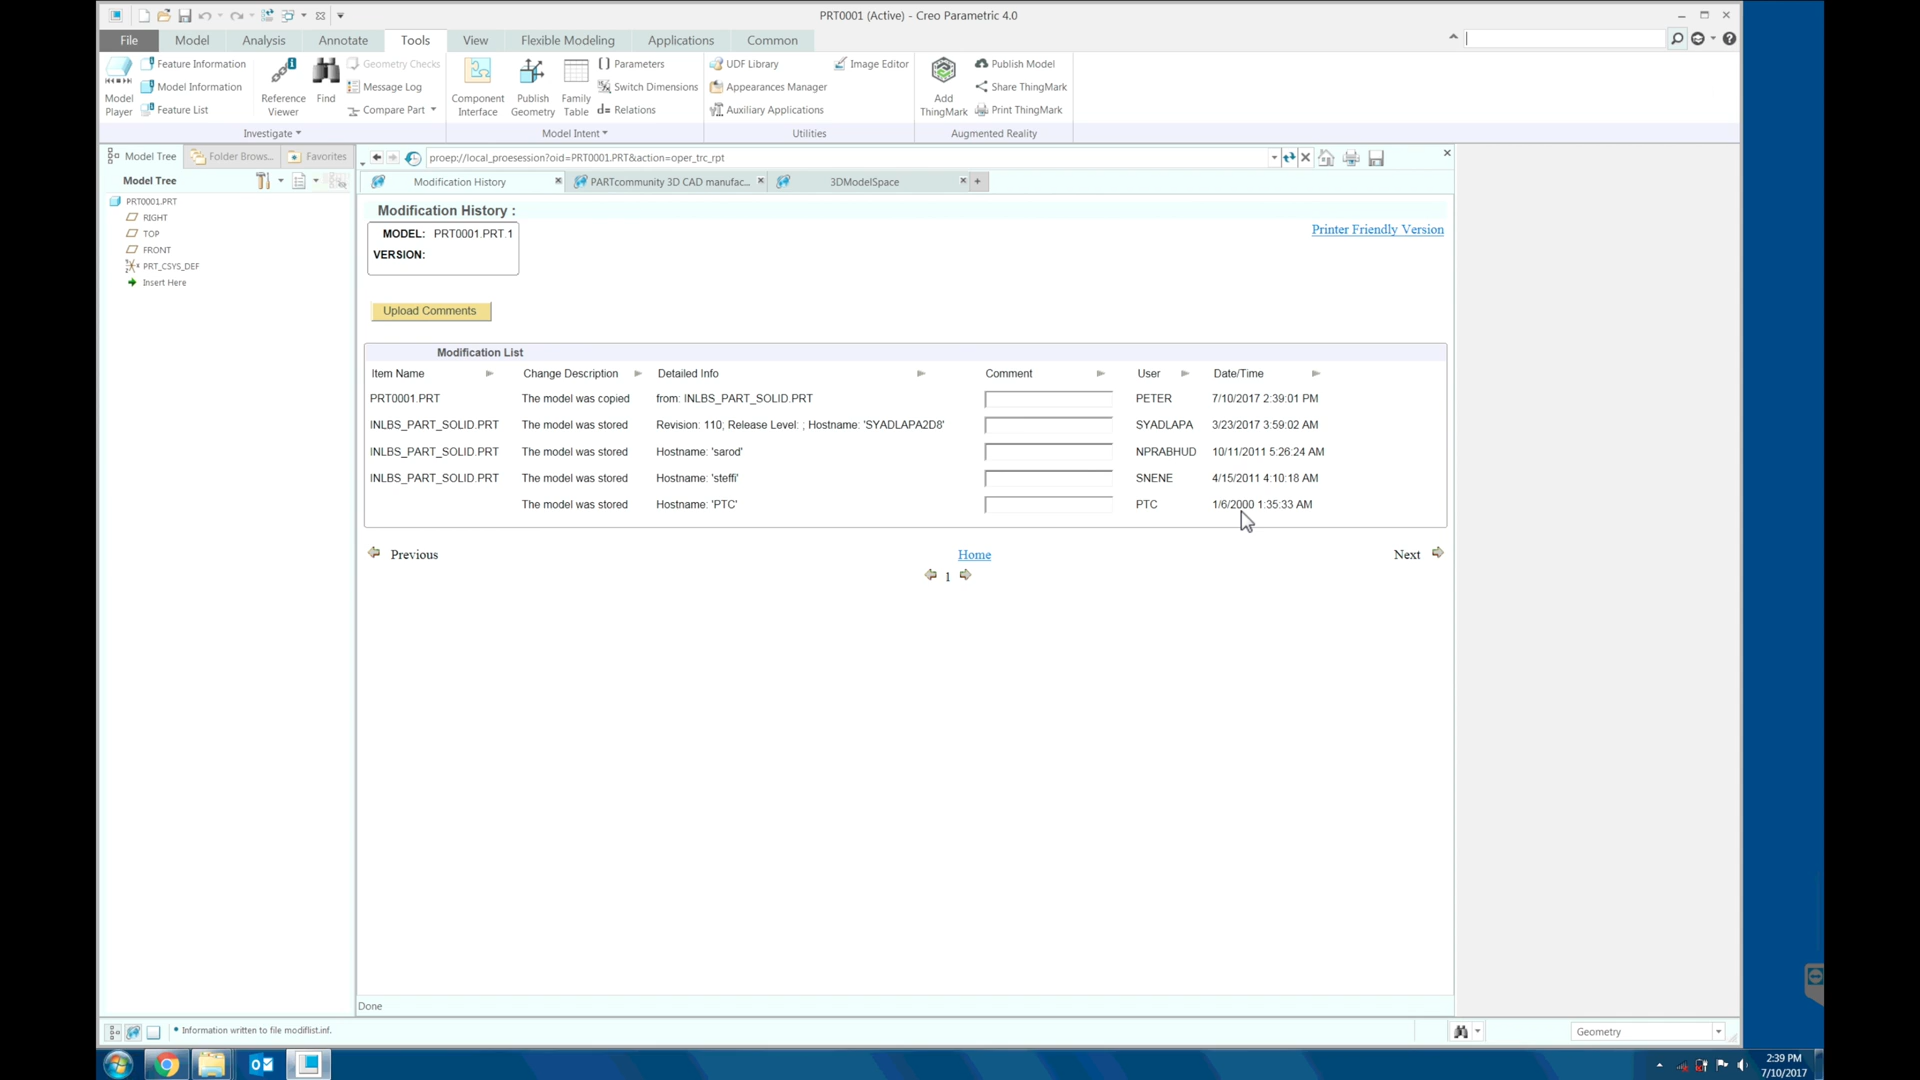 PRT0001 (Active) - Creo Parametric 4.0
File Model Analysis Annotate Tools View Flexible Modeling Applications Common
Model Player
Feature Information
Model Information
Feature List
Reference Viewer
Find
Geometry Checks
Message Log
Compare Part
Component Interface
Publish Geometry
Family Table
Parameters
Switch Dimensions
Relations
UDF Library
Appearances Manager
Auxiliary Applications
Image Editor
Add ThingMark
Publish Model
Share ThingMark
Print ThingMark
Investigate Model Intent Utilities Augmented Reality
Model Tree Folder Brows... Favorites
Model Tree
PRT0001.PRT
RIGHT
TOP
FRONT
PRT_CSYS_DEF
Insert Here
proep://local_proesession?oid=PRT0001.PRT&action=oper_trc_rpt
Modification History PARTcommunity 3D CAD manufac... 3DModelSpace
Modification History :
MODEL: PRT0001.PRT.1
VERSION:
Printer Friendly Version
Upload Comments
Modification List
Item Name Change Description Detailed Info Comment User Date/Time
PRT0001.PRT The model was copied from: INLBS_PART_SOLID.PRT PETER 7/10/2017 2:39:01 PM
INLBS_PART_SOLID.PRT The model was stored Revision: 110; Release Level: ; Hostname: 'SYADLAPA2D8' SYADLAPA 3/23/2017 3:59:02 AM
INLBS_PART_SOLID.PRT The model was stored Hostname: 'sarod' NPRABHUD 10/11/2011 5:26:24 AM
INLBS_PART_SOLID.PRT The model was stored Hostname: 'steffi' SNENE 4/15/2011 4:10:18 AM
The model was stored Hostname: 'PTC' PTC 1/6/2000 1:35:33 AM
Previous Home Next
1
Done
• Information written to file modiflist.inf.
Geometry
2:39 PM
7/10/2017